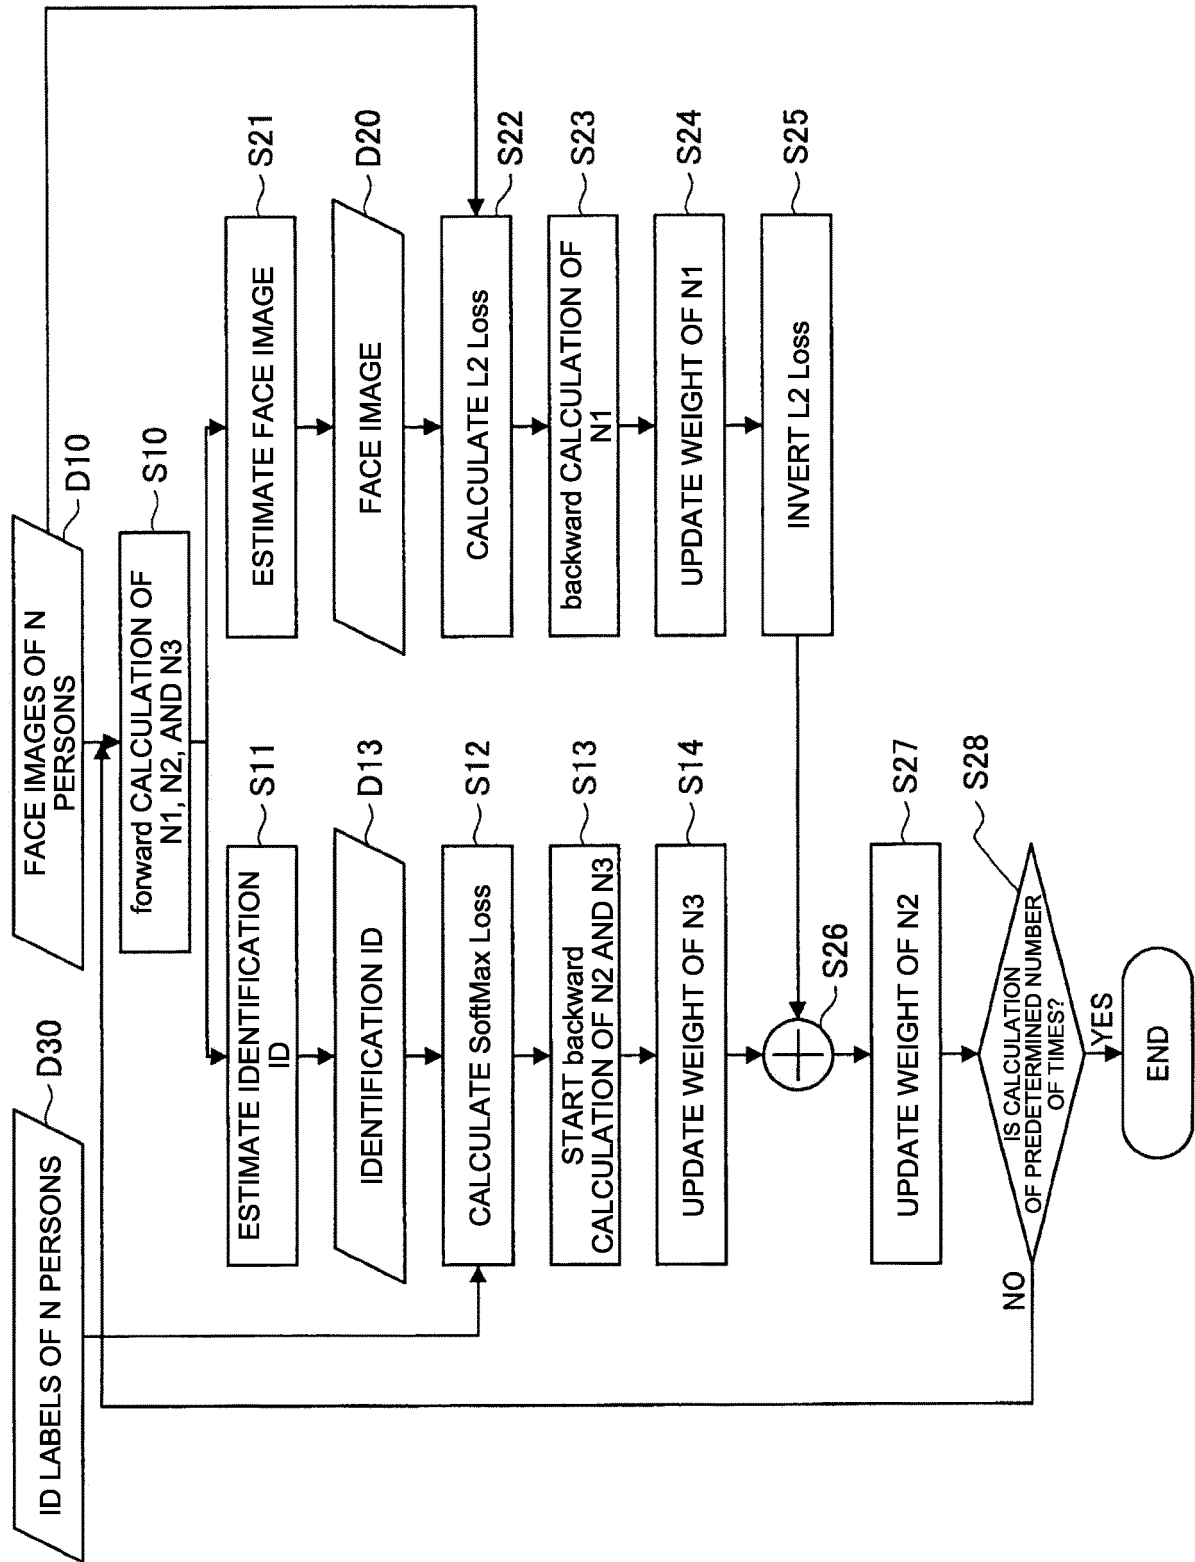 ID LABELS OF N PERSONS
D30
FACE IMAGES OF N
PERSONS
D10
forward CALCULATION OF
N1, N2, AND N3
S10
ESTIMATE IDENTIFICATION
ID
S11
IDENTIFICATION ID
D13
CALCULATE SoftMax Loss
S12
START backward
CALCULATION OF N2 AND N3
S13
UPDATE WEIGHT OF N3
S14
ESTIMATE FACE IMAGE
S21
FACE IMAGE
D20
CALCULATE L2 Loss
S22
backward CALCULATION OF
N1
S23
UPDATE WEIGHT OF N1
S24
INVERT L2 Loss
S25
S26
UPDATE WEIGHT OF N2
S27
IS CALCULATION
OF PREDETERMINED NUMBER
OF TIMES?
S28
NO
YES
END